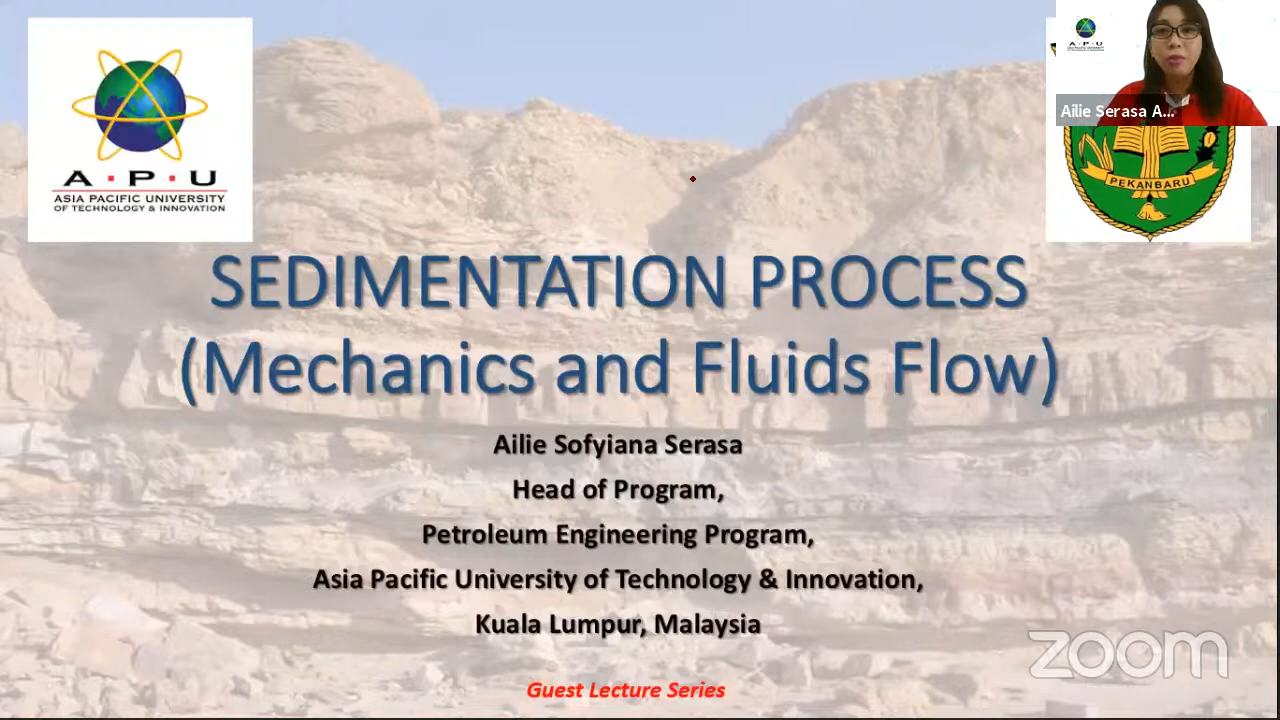 A · P · U
ASIA PACIFIC UNIVERSITY
OF TECHNOLOGY & INNOVATION
A · P · U
Ailie Serasa A...
PEKANBARU
SEDIMENTATION PROCESS
(Mechanics and Fluids Flow)
Ailie Sofyiana Serasa
Head of Program,
Petroleum Engineering Program,
Asia Pacific University of Technology & Innovation,
Kuala Lumpur, Malaysia
zoom
Guest Lecture Series